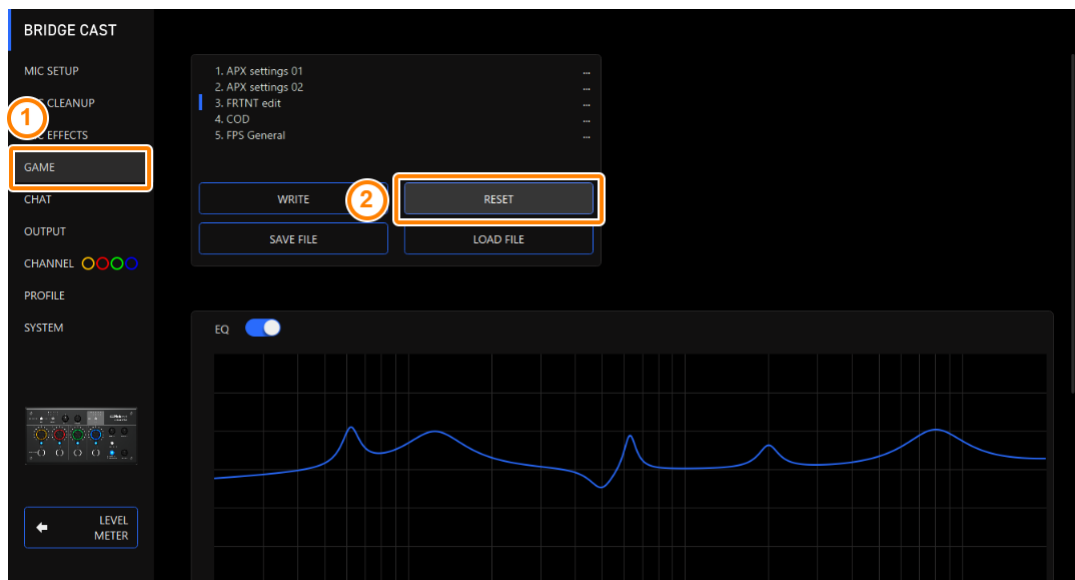 BRIDGE CAST
MIC SETUP
CLEANUP
EFFECTS
GAME
CHAT
OUTPUT
CHANNEL
PROFILE
SYSTEM
LEVEL
METER
1
2
1. APX settings 01 ...
2. APX settings 02 ...
3. FRTNT edit ...
4. COD ...
5. FPS General ...
WRITE
RESET
SAVE FILE
LOAD FILE
EQ